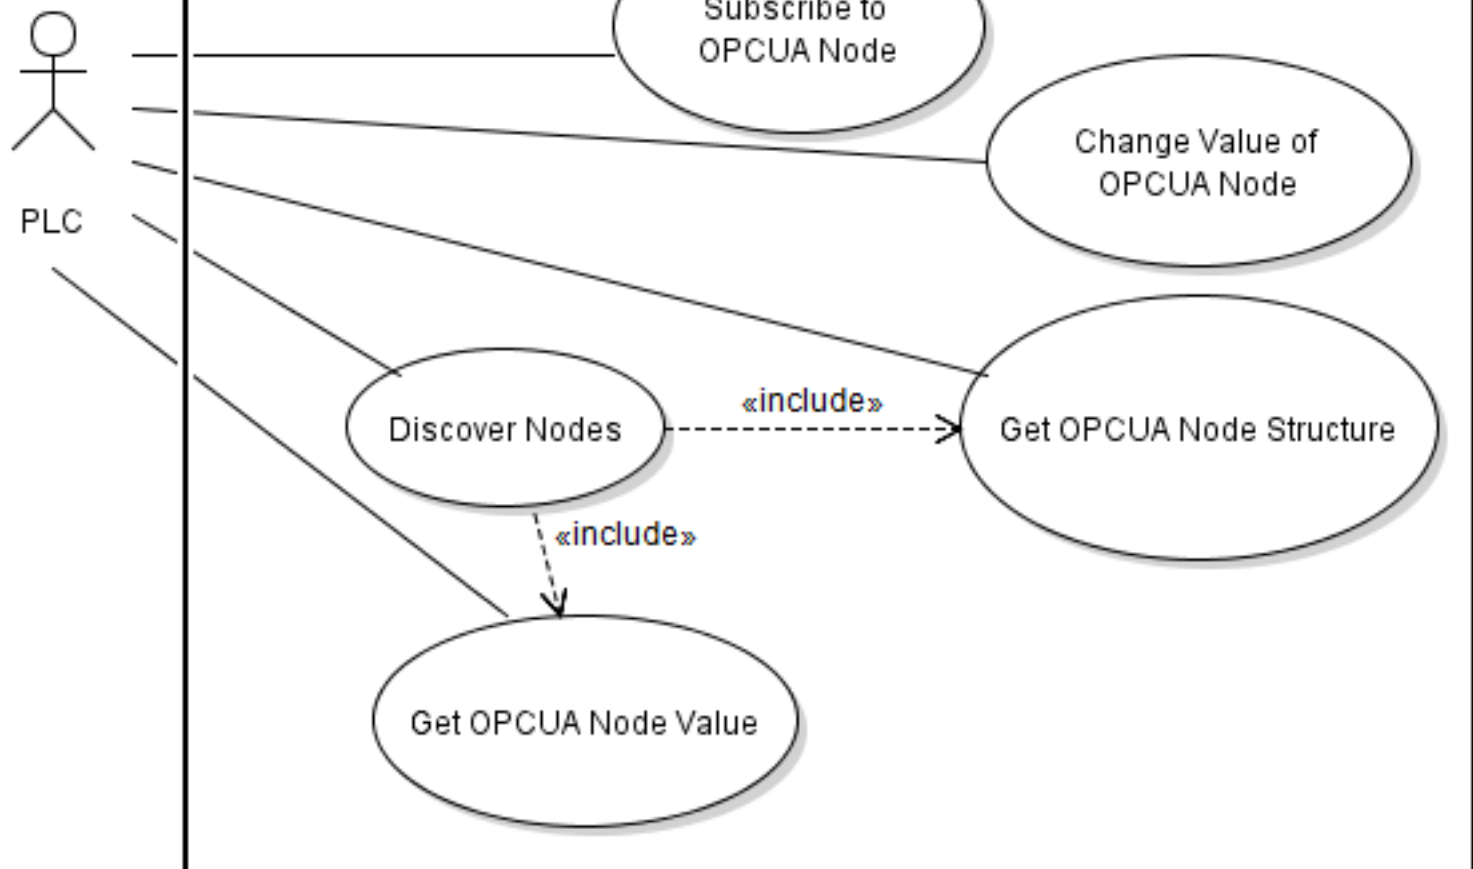 Subscribe to
OPCUA Node
Change Value of
OPCUA Node
PLC
«include»
Discover Nodes
Get OPCUA Node Structure
«include»
Get OPCUA Node Value